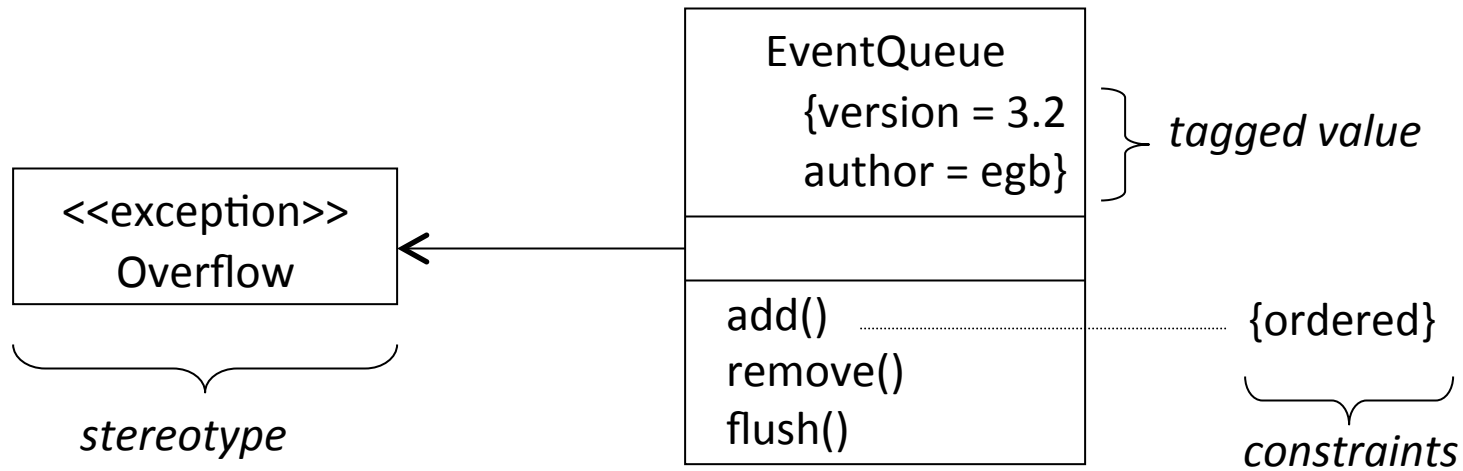 EventQueue
{version = 3.2
author = egb}
tagged value
<<exception>>
Overflow
add()
{ordered}
remove()
flush()
stereotype
constraints